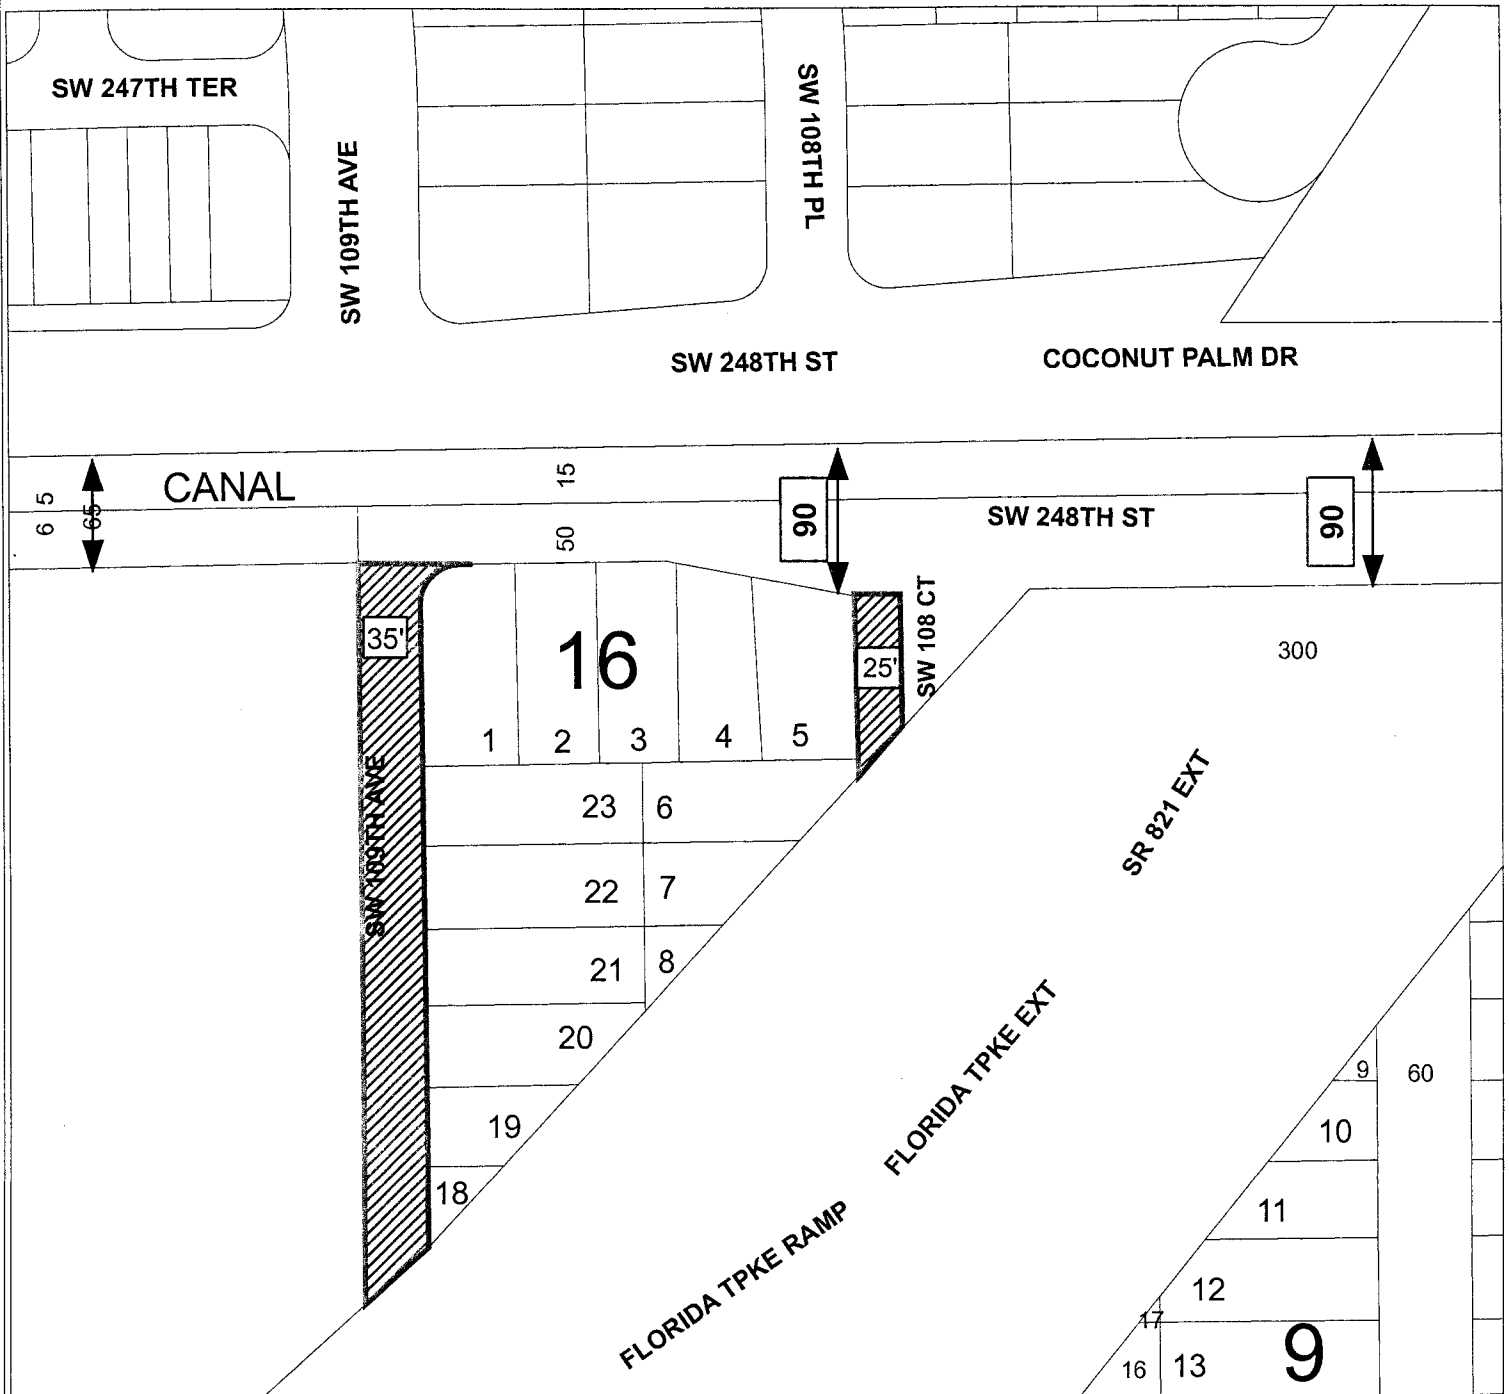 SW 247TH TER
SW 109TH AVE
SW 108TH PL
SW 248TH ST
COCONUT PALM DR
CANAL
5
6
65
15
50
90
SW 248TH ST
90
35'
16
25'
SW 108 CT
300
1
2
3
4
5
SW 109TH AVE
23
6
22
7
21
8
20
19
18
SR 821 EXT
FLORIDA TPKE EXT
FLORIDA TPKE RAMP
9
60
10
11
12
17
16
13
9